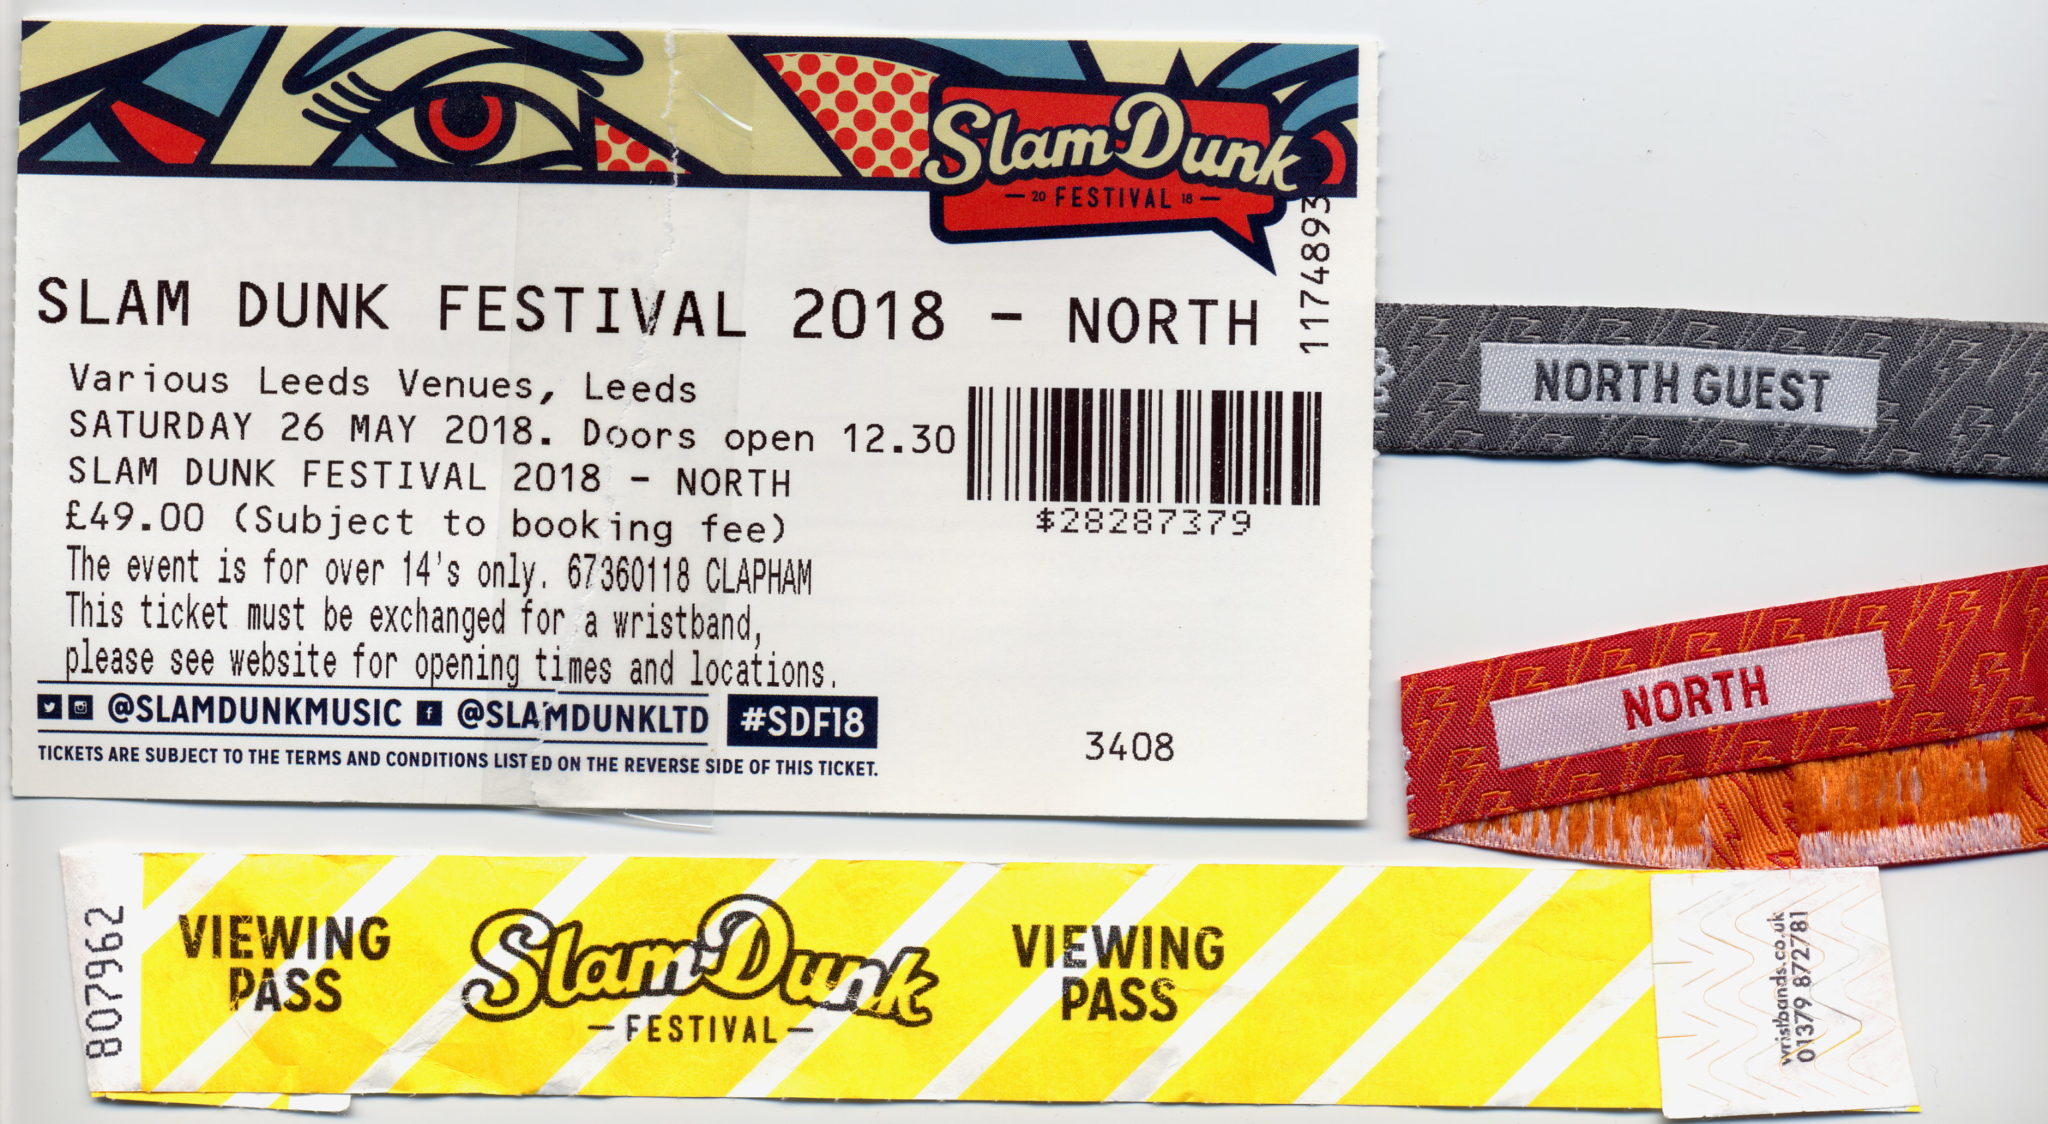 Slam Dunk
20 FESTIVAL 18
11748933
SLAM DUNK FESTIVAL 2018 - NORTH
Various Leeds Venues, Leeds
SATURDAY 26 MAY 2018. Doors open 12.30
SLAM DUNK FESTIVAL 2018 - NORTH
£49.00 (Subject to booking fee)
The event is for over 14's only. 67360118 CLAPHAM
This ticket must be exchanged for a wristband,
please see website for opening times and locations.
$28287379
@SLAMDUNKMUSIC @SLAMDUNKLTD #SDF18
TICKETS ARE SUBJECT TO THE TERMS AND CONDITIONS LISTED ON THE REVERSE SIDE OF THIS TICKET.
3408
NORTH GUEST
NORTH
807962
VIEWING
PASS
Slam Dunk
FESTIVAL
VIEWING
PASS
wristbands.co.uk
01379 872781